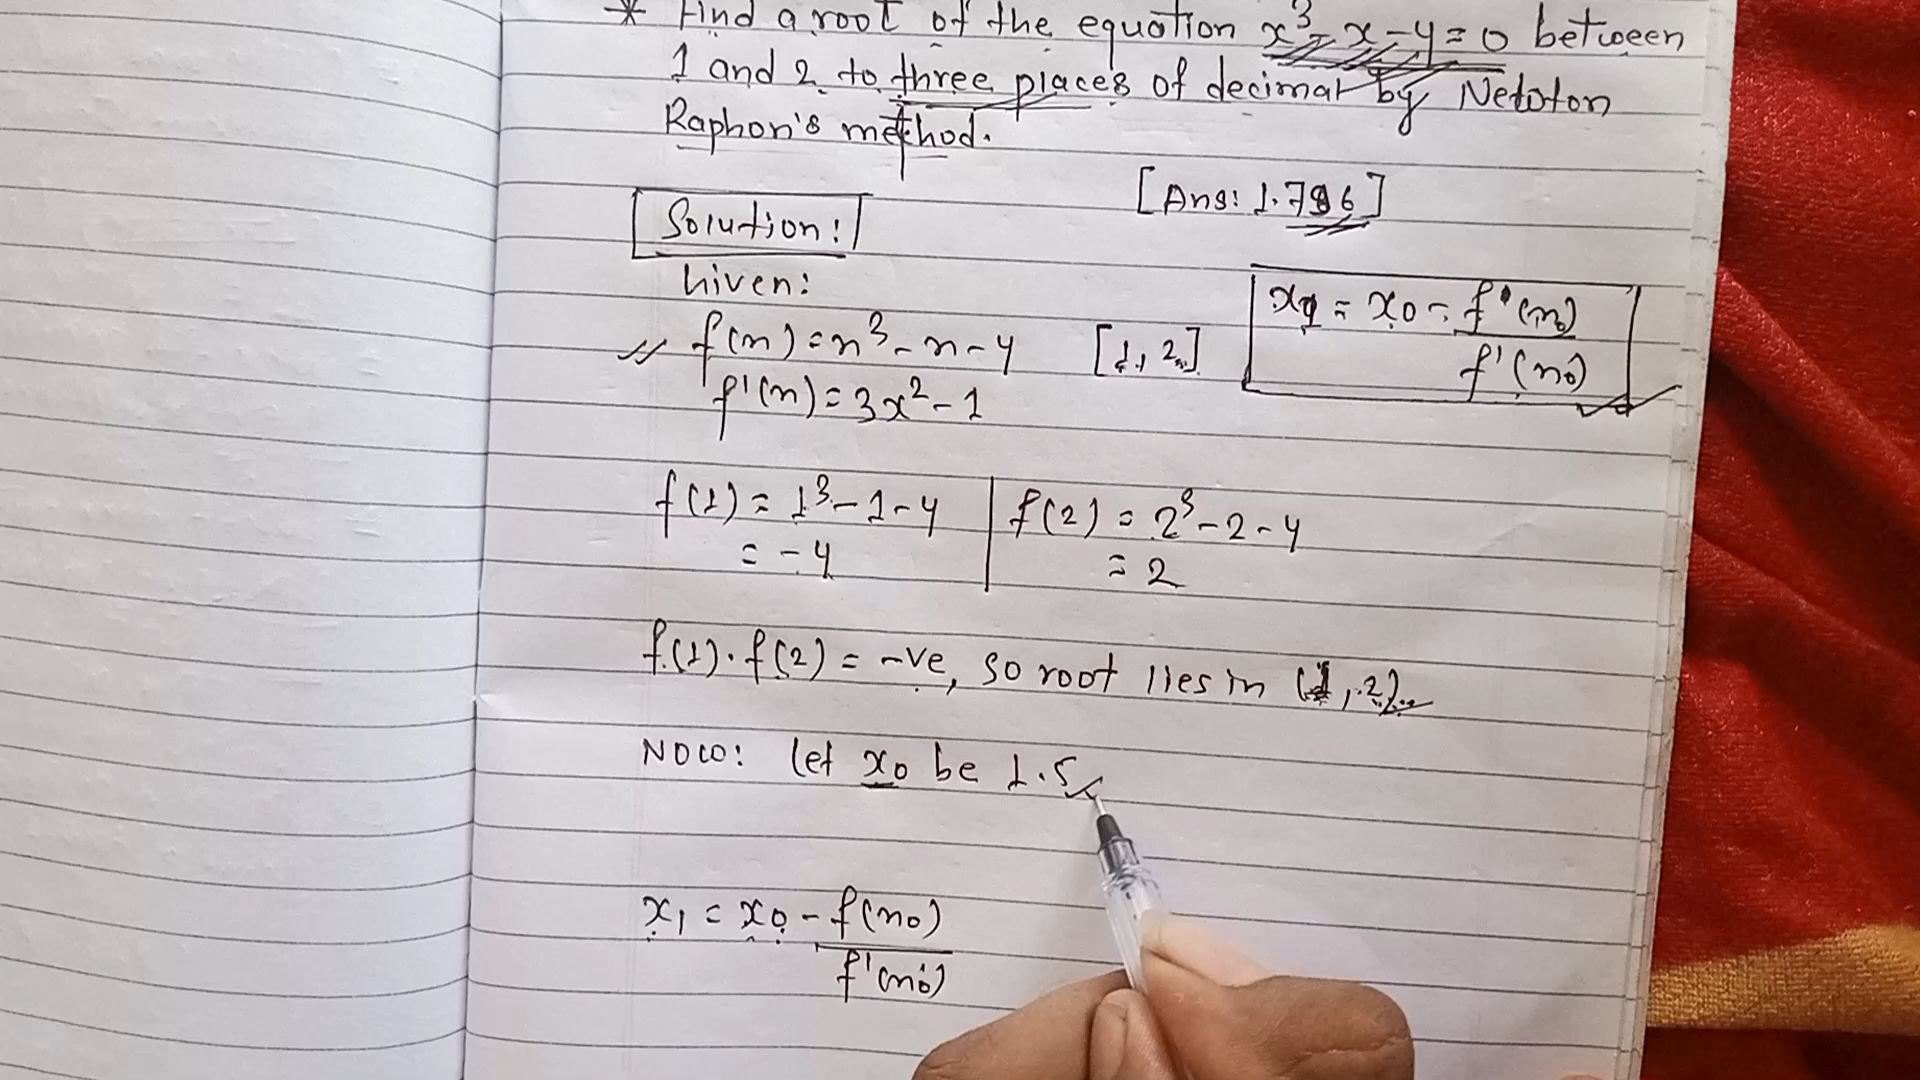 * Find a root of the equation x³-x-4=0 between
1 and 2 to three places of decimal by Newton
Raphon's method.
[Ans: 1.796]
Solution:
Given:
f(x)=x³-x-4 [1, 2]
x1 = x0 - f(x0)
f'(x0)
f'(x)=3x²-1
f(1)=1³-1-4
=-4
f(2)=2³-2-4
=2
f(1).f(2)=-ve, so root lies in (1,2)
Now: let x0 be 1.5
x1=x0-f(x0)
f'(x0)